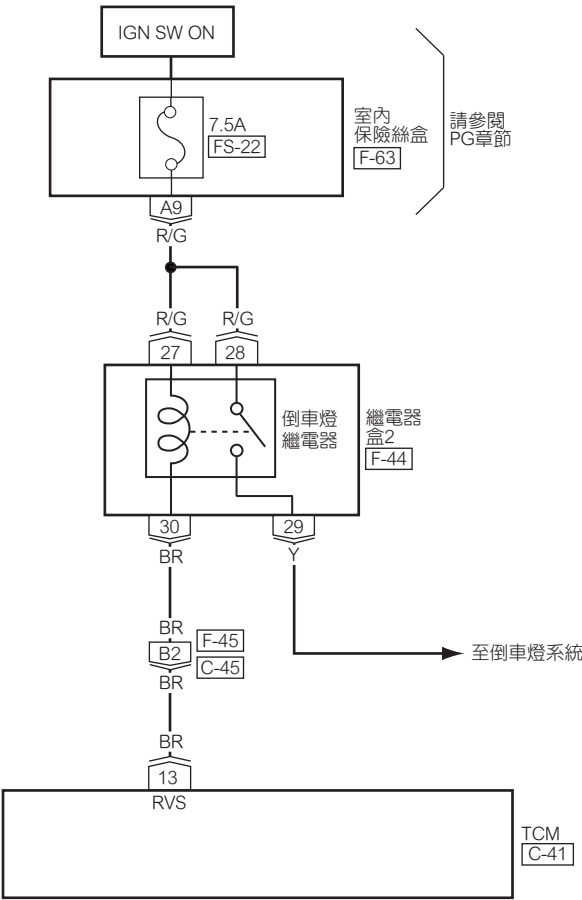 IGN SW ON
7.5A
FS-22
室內
保險絲盒
F-63
請參閱
PG章節
A9
R/G
R/G
R/G
27
28
倒車燈
繼電器
繼電器
盒2
F-44
30
29
BR
Y
BR
F-45
B2
C-45
BR
至倒車燈系統
BR
13
RVS
TCM
C-41